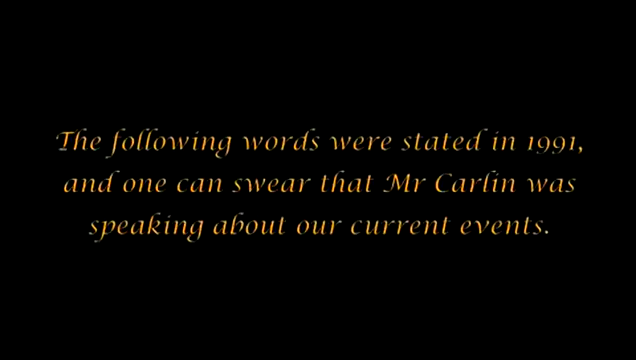 The following words were stated in 1991,
and one can swear that Mr Carlin was
speaking about our current events.